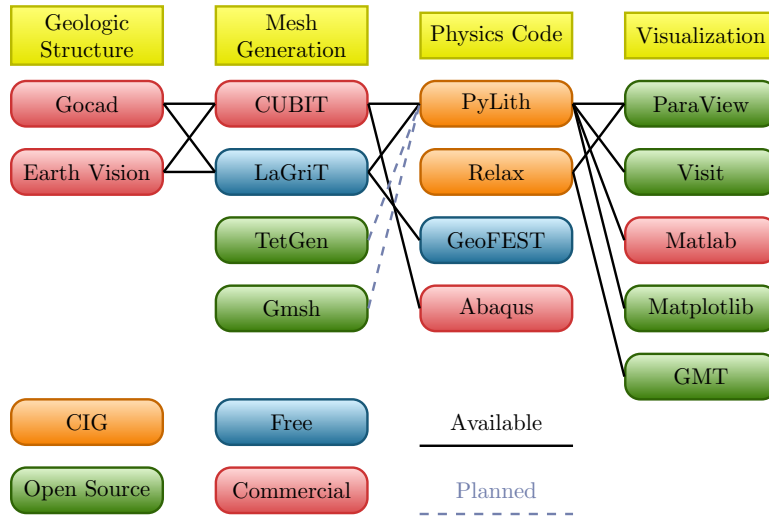 Geologic
Structure
Mesh
Generation
Physics Code
Visualization
Gocad
CUBIT
PyLith
ParaView
Earth Vision
LaGriT
Relax
Visit
TetGen
GeoFEST
Matlab
Gmsh
Abaqus
Matplotlib
GMT
CIG
Free
Available
Open Source
Commercial
Planned